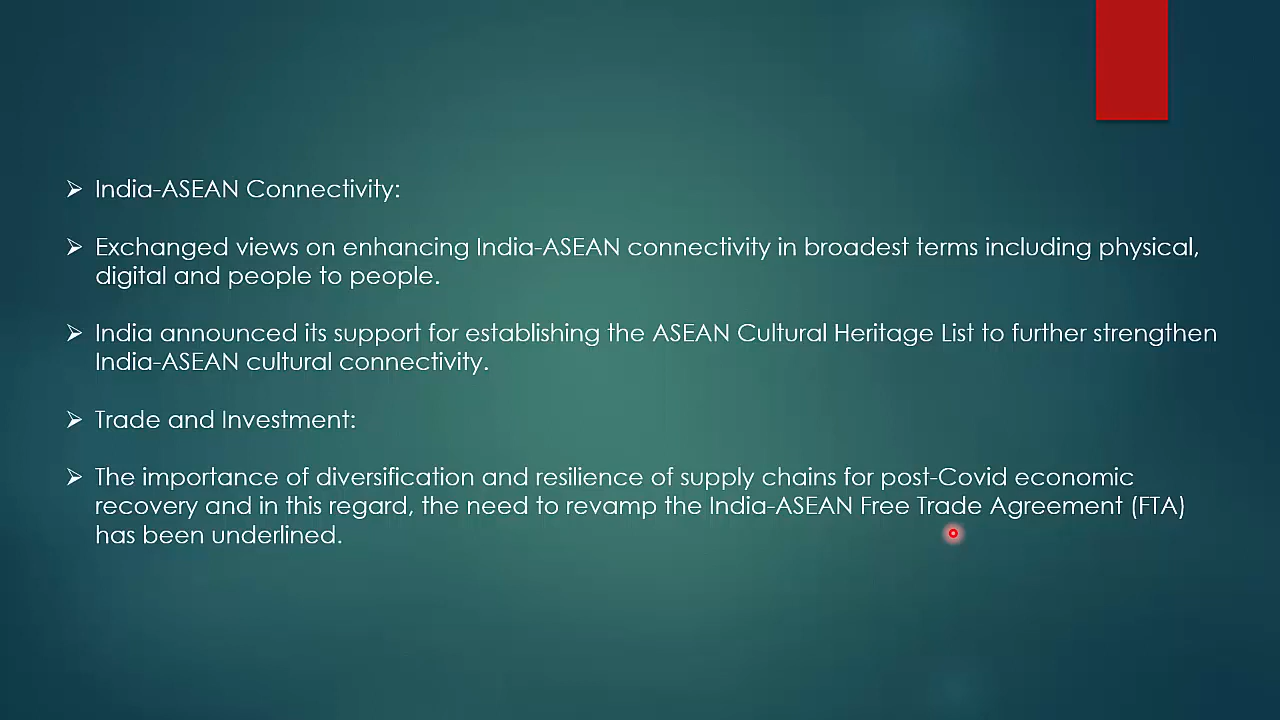 India-ASEAN Connectivity:
Exchanged views on enhancing India-ASEAN connectivity in broadest terms including physical,
digital and people to people.
India announced its support for establishing the ASEAN Cultural Heritage List to further strengthen
India-ASEAN cultural connectivity.
Trade and Investment:
The importance of diversification and resilience of supply chains for post-Covid economic
recovery and in this regard, the need to revamp the India-ASEAN Free Trade Agreement (FTA)
has been underlined.